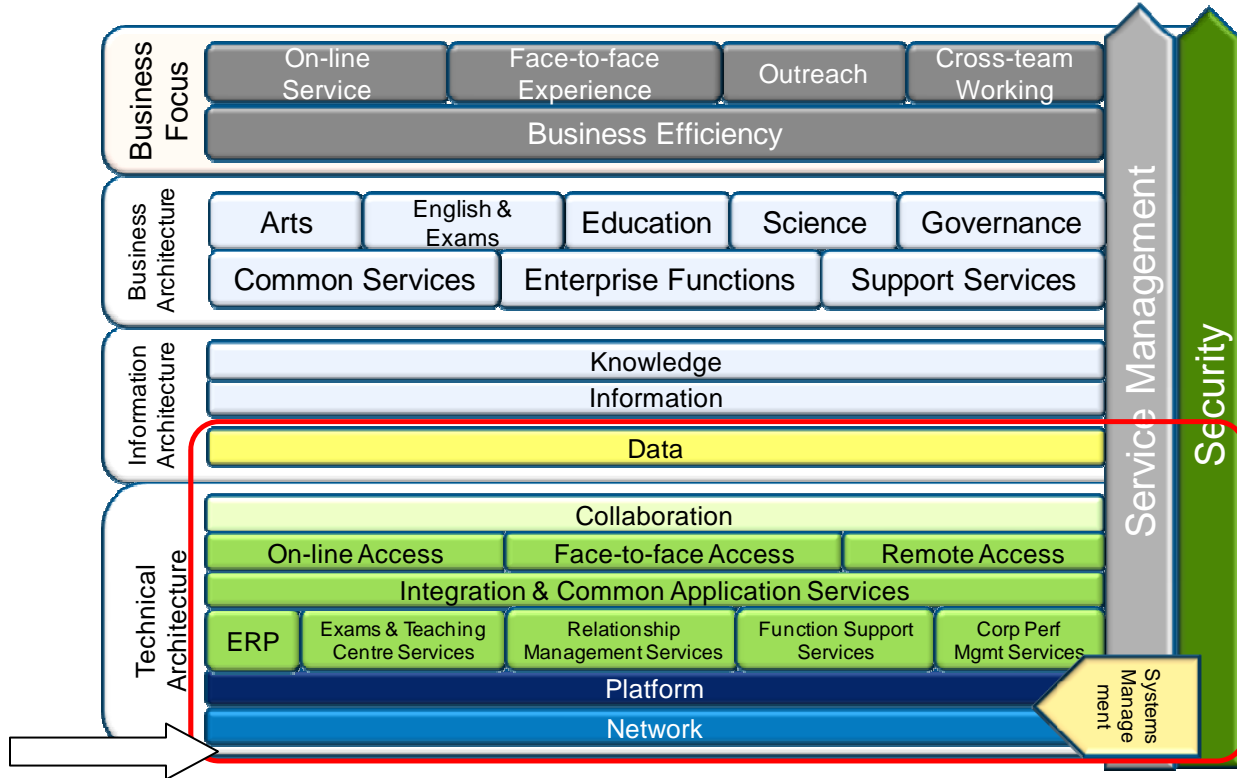 Business
Focus
On-line
Service
Face-to-face
Experience
Outreach
Cross-team
Working
Business Efficiency
Business
Architecture
Arts
English &
Exams
Education
Science
Governance
Common Services
Enterprise Functions
Support Services
Information
Architecture
Knowledge
Information
Data
Technical
Architecture
Collaboration
On-line Access
Face-to-face Access
Remote Access
Integration & Common Application Services
ERP
Exams & Teaching
Centre Services
Relationship
Management Services
Function Support
Services
Corp Perf
Mgmt Services
Platform
Network
Systems
Manage
ment
Service Management
Security